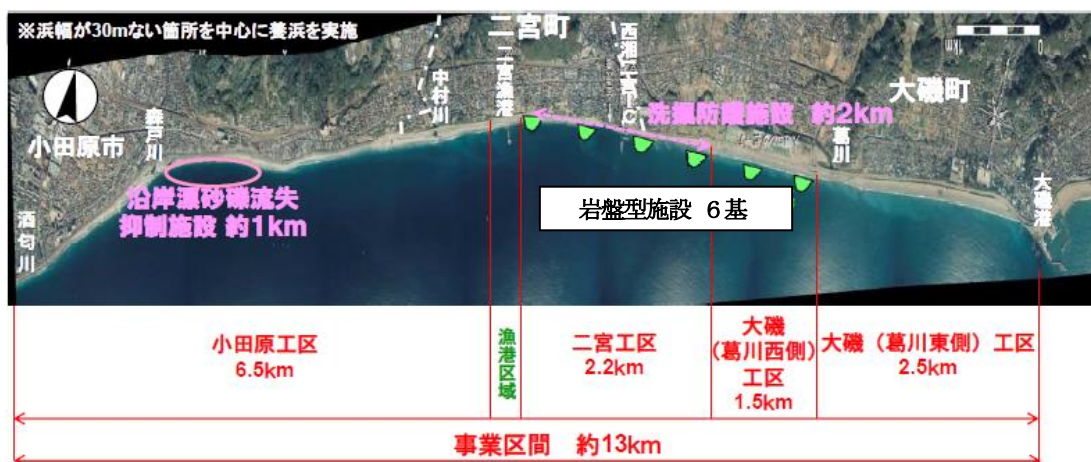 ※浜幅が30mない箇所を中心に養浜を実施
二宮町
西湘二宮IC
二宮漁港
中村川
大磯町
洗掘防護施設 約2km
葛川
森戸川
小田原市
沿岸漂砂礫流失
抑制施設 約1km
岩盤型施設 6基
大磯港
酒匂川
1km
0
小田原工区
6.5km
漁港区域
二宮工区
2.2km
大磯
(葛川西側)
工区
1.5km
大磯(葛川東側)工区
2.5km
事業区間 約13km